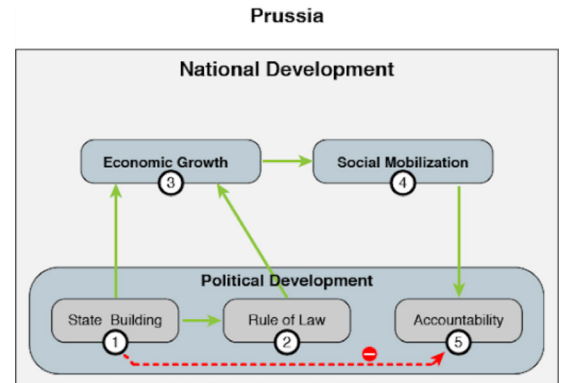 Prussia
National Development
Economic Growth
3
Social Mobilization
4
Political Development
State Building
1
Rule of Law
2
Accountability
5